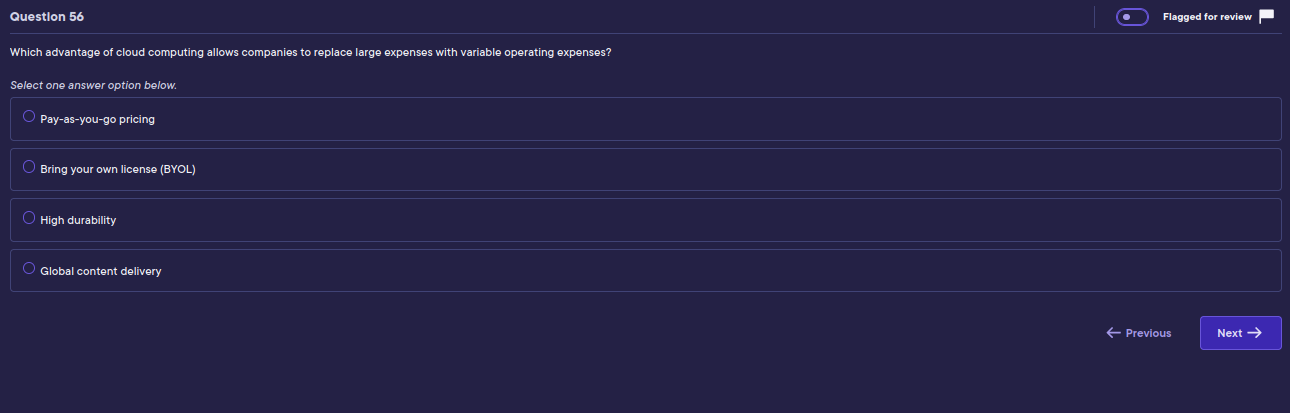 Question 56
Flagged for review
Which advantage of cloud computing allows companies to replace large expenses with variable operating expenses?
Select one answer option below.
Pay-as-you-go pricing
Bring your own license (BYOL)
High durability
Global content delivery
Previous
Next